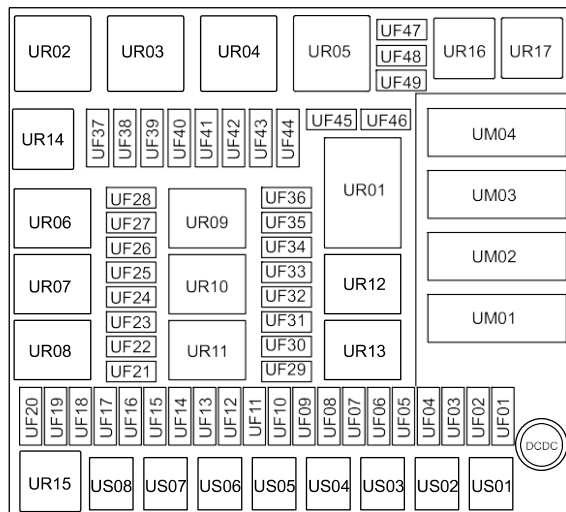 UR02 UR03 UR04 UR05 UF47 UR16 UR17
UF48
UF49
UR14 UF37 UF38 UF39 UF40 UF41 UF42 UF43 UF44 UF45 UF46 UM04
UR06 UF28 UR09 UF36 UR01 UM03
UF27 UF35
UF26 UF34
UR07 UF25 UR10 UF33 UR12 UM02
UF24 UF32
UR08 UF23 UR11 UF31 UR13 UM01
UF22 UF30
UF21 UF29
UF20 UF19 UF18 UF17 UF16 UF15 UF14 UF13 UF12 UF11 UF10 UF09 UF08 UF07 UF06 UF05 UF04 UF03 UF02 UF01
DCDC
UR15 US08 US07 US06 US05 US04 US03 US02 US01